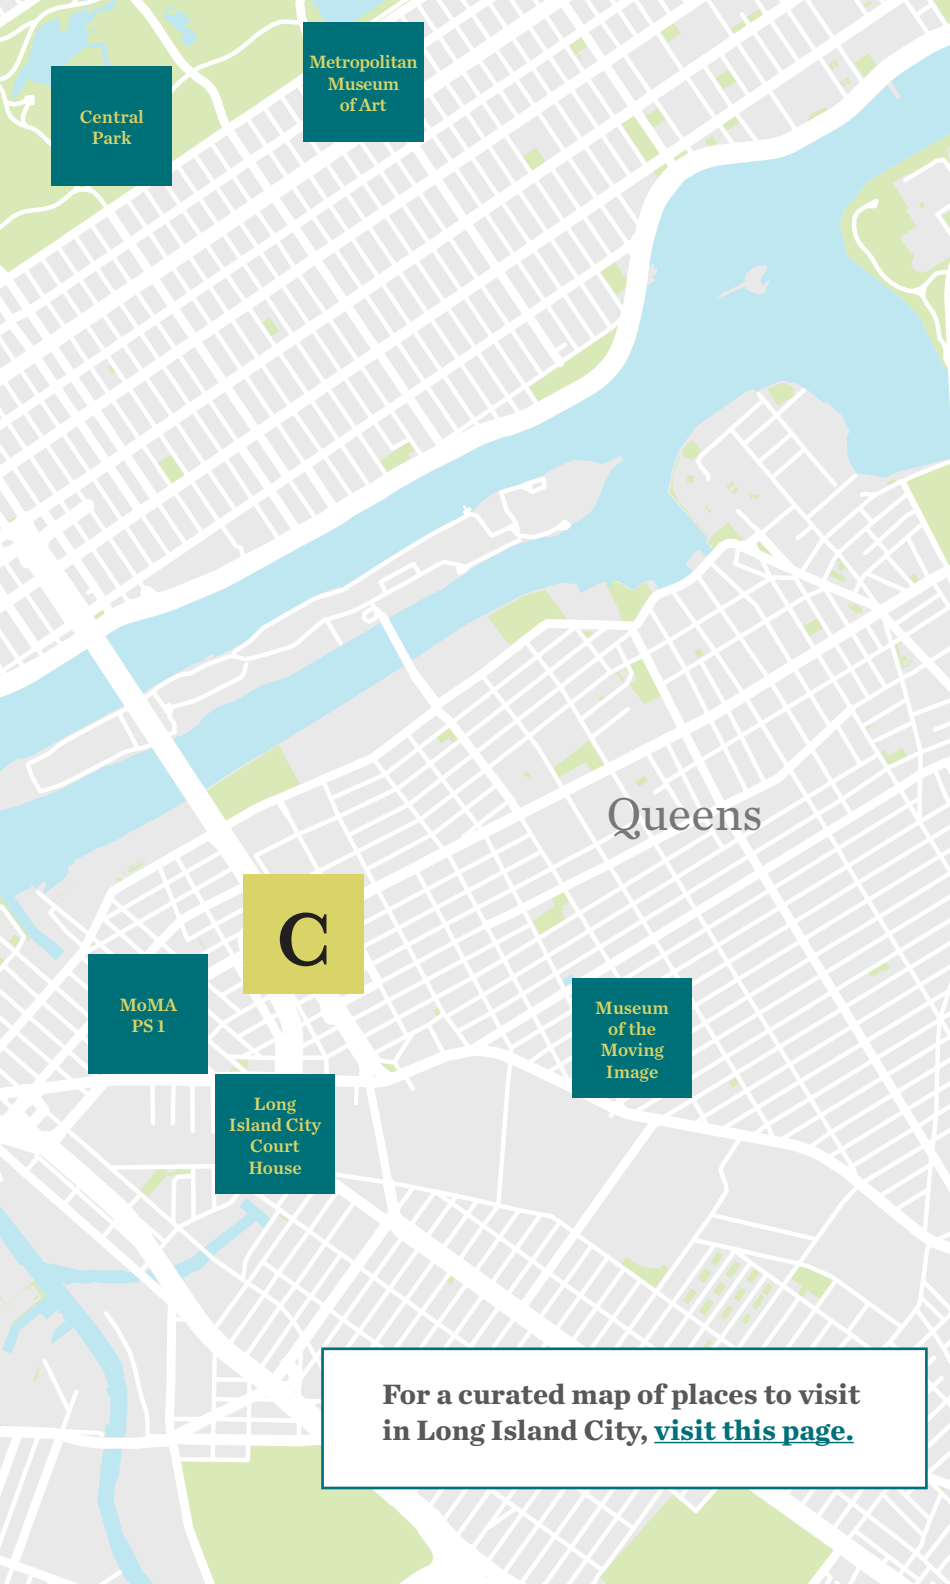 Metropolitan
Museum
of Art
Central
Park
Queens
C
MoMA
PS 1
Museum
of the
Moving
Image
Long
Island City
Court
House
For a curated map of places to visit
in Long Island City, visit this page.